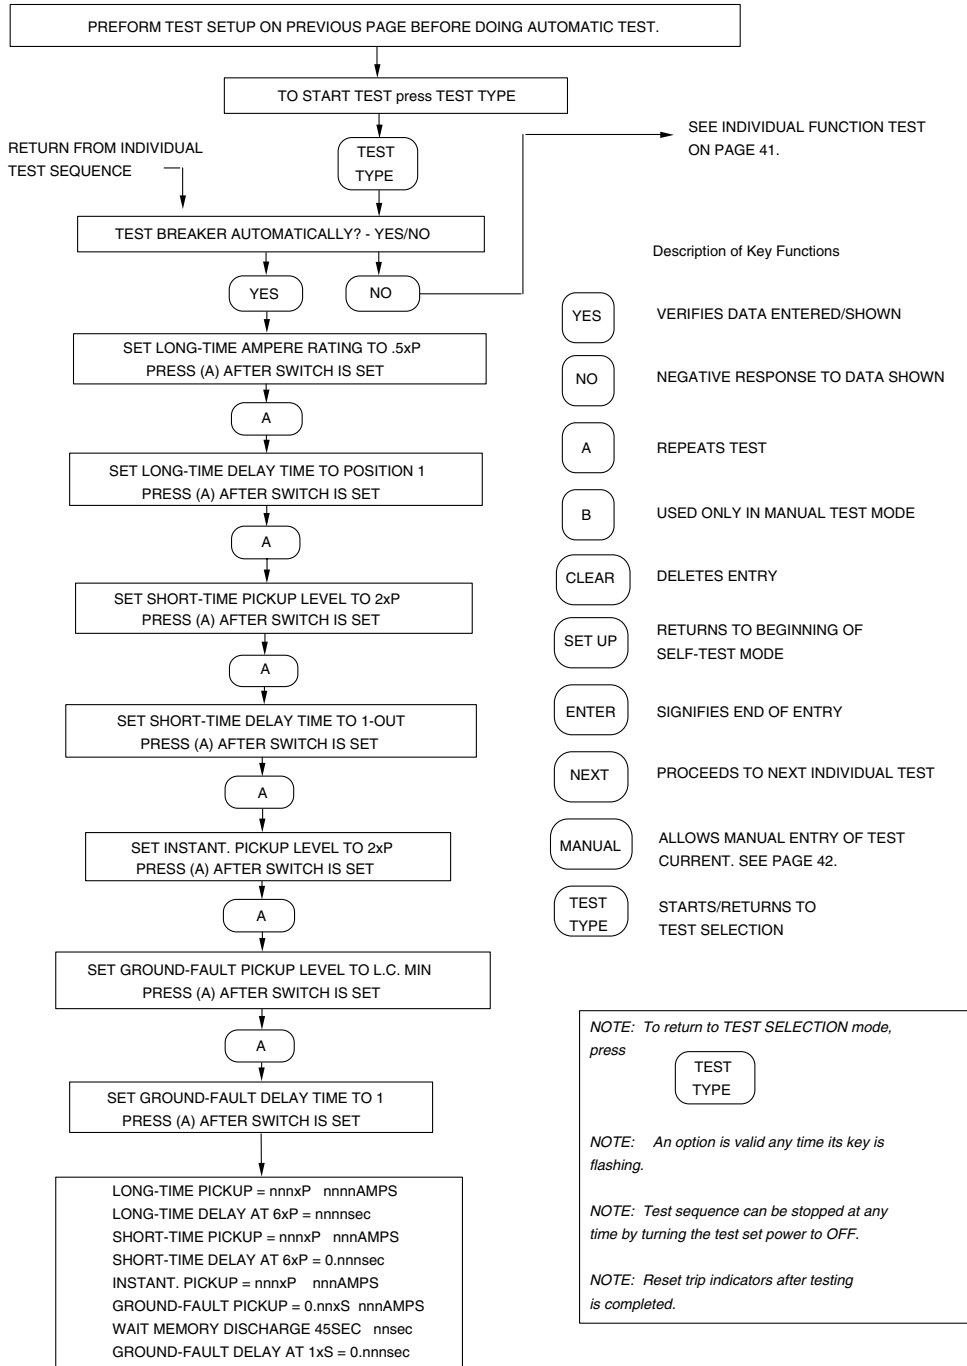 PREFORM TEST SETUP ON PREVIOUS PAGE BEFORE DOING AUTOMATIC TEST.
TO START TEST press TEST TYPE
TEST
TYPE
SEE INDIVIDUAL FUNCTION TEST
ON PAGE 41.
RETURN FROM INDIVIDUAL
TEST SEQUENCE
TEST BREAKER AUTOMATICALLY? - YES/NO
YES
NO
SET LONG-TIME AMPERE RATING TO .5xP
PRESS (A) AFTER SWITCH IS SET
A
SET LONG-TIME DELAY TIME TO POSITION 1
PRESS (A) AFTER SWITCH IS SET
A
SET SHORT-TIME PICKUP LEVEL TO 2xP
PRESS (A) AFTER SWITCH IS SET
A
SET SHORT-TIME DELAY TIME TO 1-OUT
PRESS (A) AFTER SWITCH IS SET
A
SET INSTANT. PICKUP LEVEL TO 2xP
PRESS (A) AFTER SWITCH IS SET
A
SET GROUND-FAULT PICKUP LEVEL TO L.C. MIN
PRESS (A) AFTER SWITCH IS SET
A
SET GROUND-FAULT DELAY TIME TO 1
PRESS (A) AFTER SWITCH IS SET
LONG-TIME PICKUP = nnnxP nnnnAMPS
LONG-TIME DELAY AT 6xP = nnnnsec
SHORT-TIME PICKUP = nnnxP nnnAMPS
SHORT-TIME DELAY AT 6xP = 0.nnnsec
INSTANT. PICKUP = nnnxP nnnAMPS
GROUND-FAULT PICKUP = 0.nnxS nnnAMPS
WAIT MEMORY DISCHARGE 45SEC nnsec
GROUND-FAULT DELAY AT 1xS = 0.nnnsec
Description of Key Functions
YES
VERIFIES DATA ENTERED/SHOWN
NO
NEGATIVE RESPONSE TO DATA SHOWN
A
REPEATS TEST
B
USED ONLY IN MANUAL TEST MODE
CLEAR
DELETES ENTRY
SET UP
RETURNS TO BEGINNING OF
SELF-TEST MODE
ENTER
SIGNIFIES END OF ENTRY
NEXT
PROCEEDS TO NEXT INDIVIDUAL TEST
MANUAL
ALLOWS MANUAL ENTRY OF TEST
CURRENT. SEE PAGE 42.
TEST
TYPE
STARTS/RETURNS TO
TEST SELECTION
NOTE: To return to TEST SELECTION mode,
press
TEST
TYPE
NOTE: An option is valid any time its key is
flashing.
NOTE: Test sequence can be stopped at any
time by turning the test set power to OFF.
NOTE: Reset trip indicators after testing
is completed.